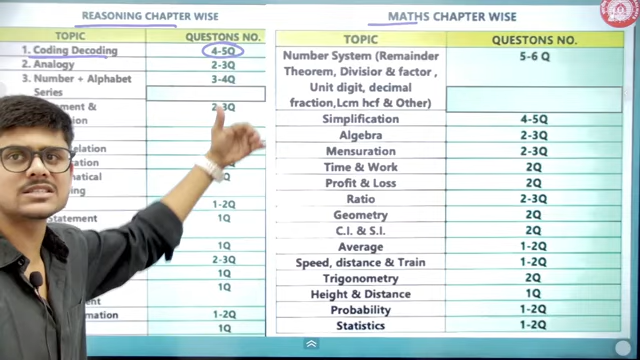 REASONING CHAPTER WISE
TOPIC QUESTONS NO.
1. Coding Decoding 4-5Q
2. Analogy 2-3Q
3. Number + Alphabet 3-4Q
Series
2-3Q
1-2Q
Statement 1Q
1Q
2-3Q
1Q
1Q
1-2Q
1Q
MATHS CHAPTER WISE
TOPIC QUESTONS NO.
Number System (Remainder 5-6 Q
Theorem, Divisior & factor ,
Unit digit, decimal
fraction,Lcm hcf & Other)
Simplification 4-5Q
Algebra 2-3Q
Mensuration 2-3Q
Time & Work 2Q
Profit & Loss 2Q
Ratio 2-3Q
Geometry 2Q
C.I. & S.I. 2Q
Average 1-2Q
Speed, distance & Train 1-2Q
Trigonometry 2Q
Height & Distance 1Q
Probability 1-2Q
Statistics 1-2Q